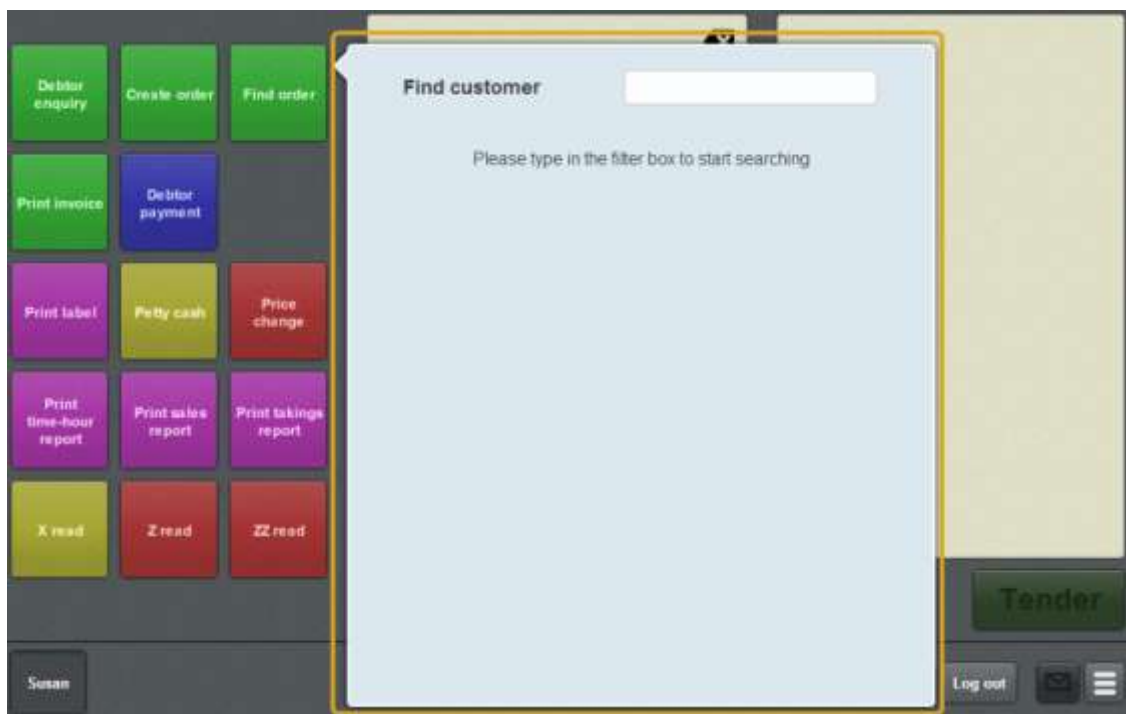 Debtor
enquiry
Create order
Find order
Find customer
Please type in the filter box to start searching
Print invoice
Debtor
payment
Print label
Petty cash
Price
change
Print
time-hour
report
Print sales
report
Print takings
report
X read
Z read
ZZ read
Tender
Susan
Log out